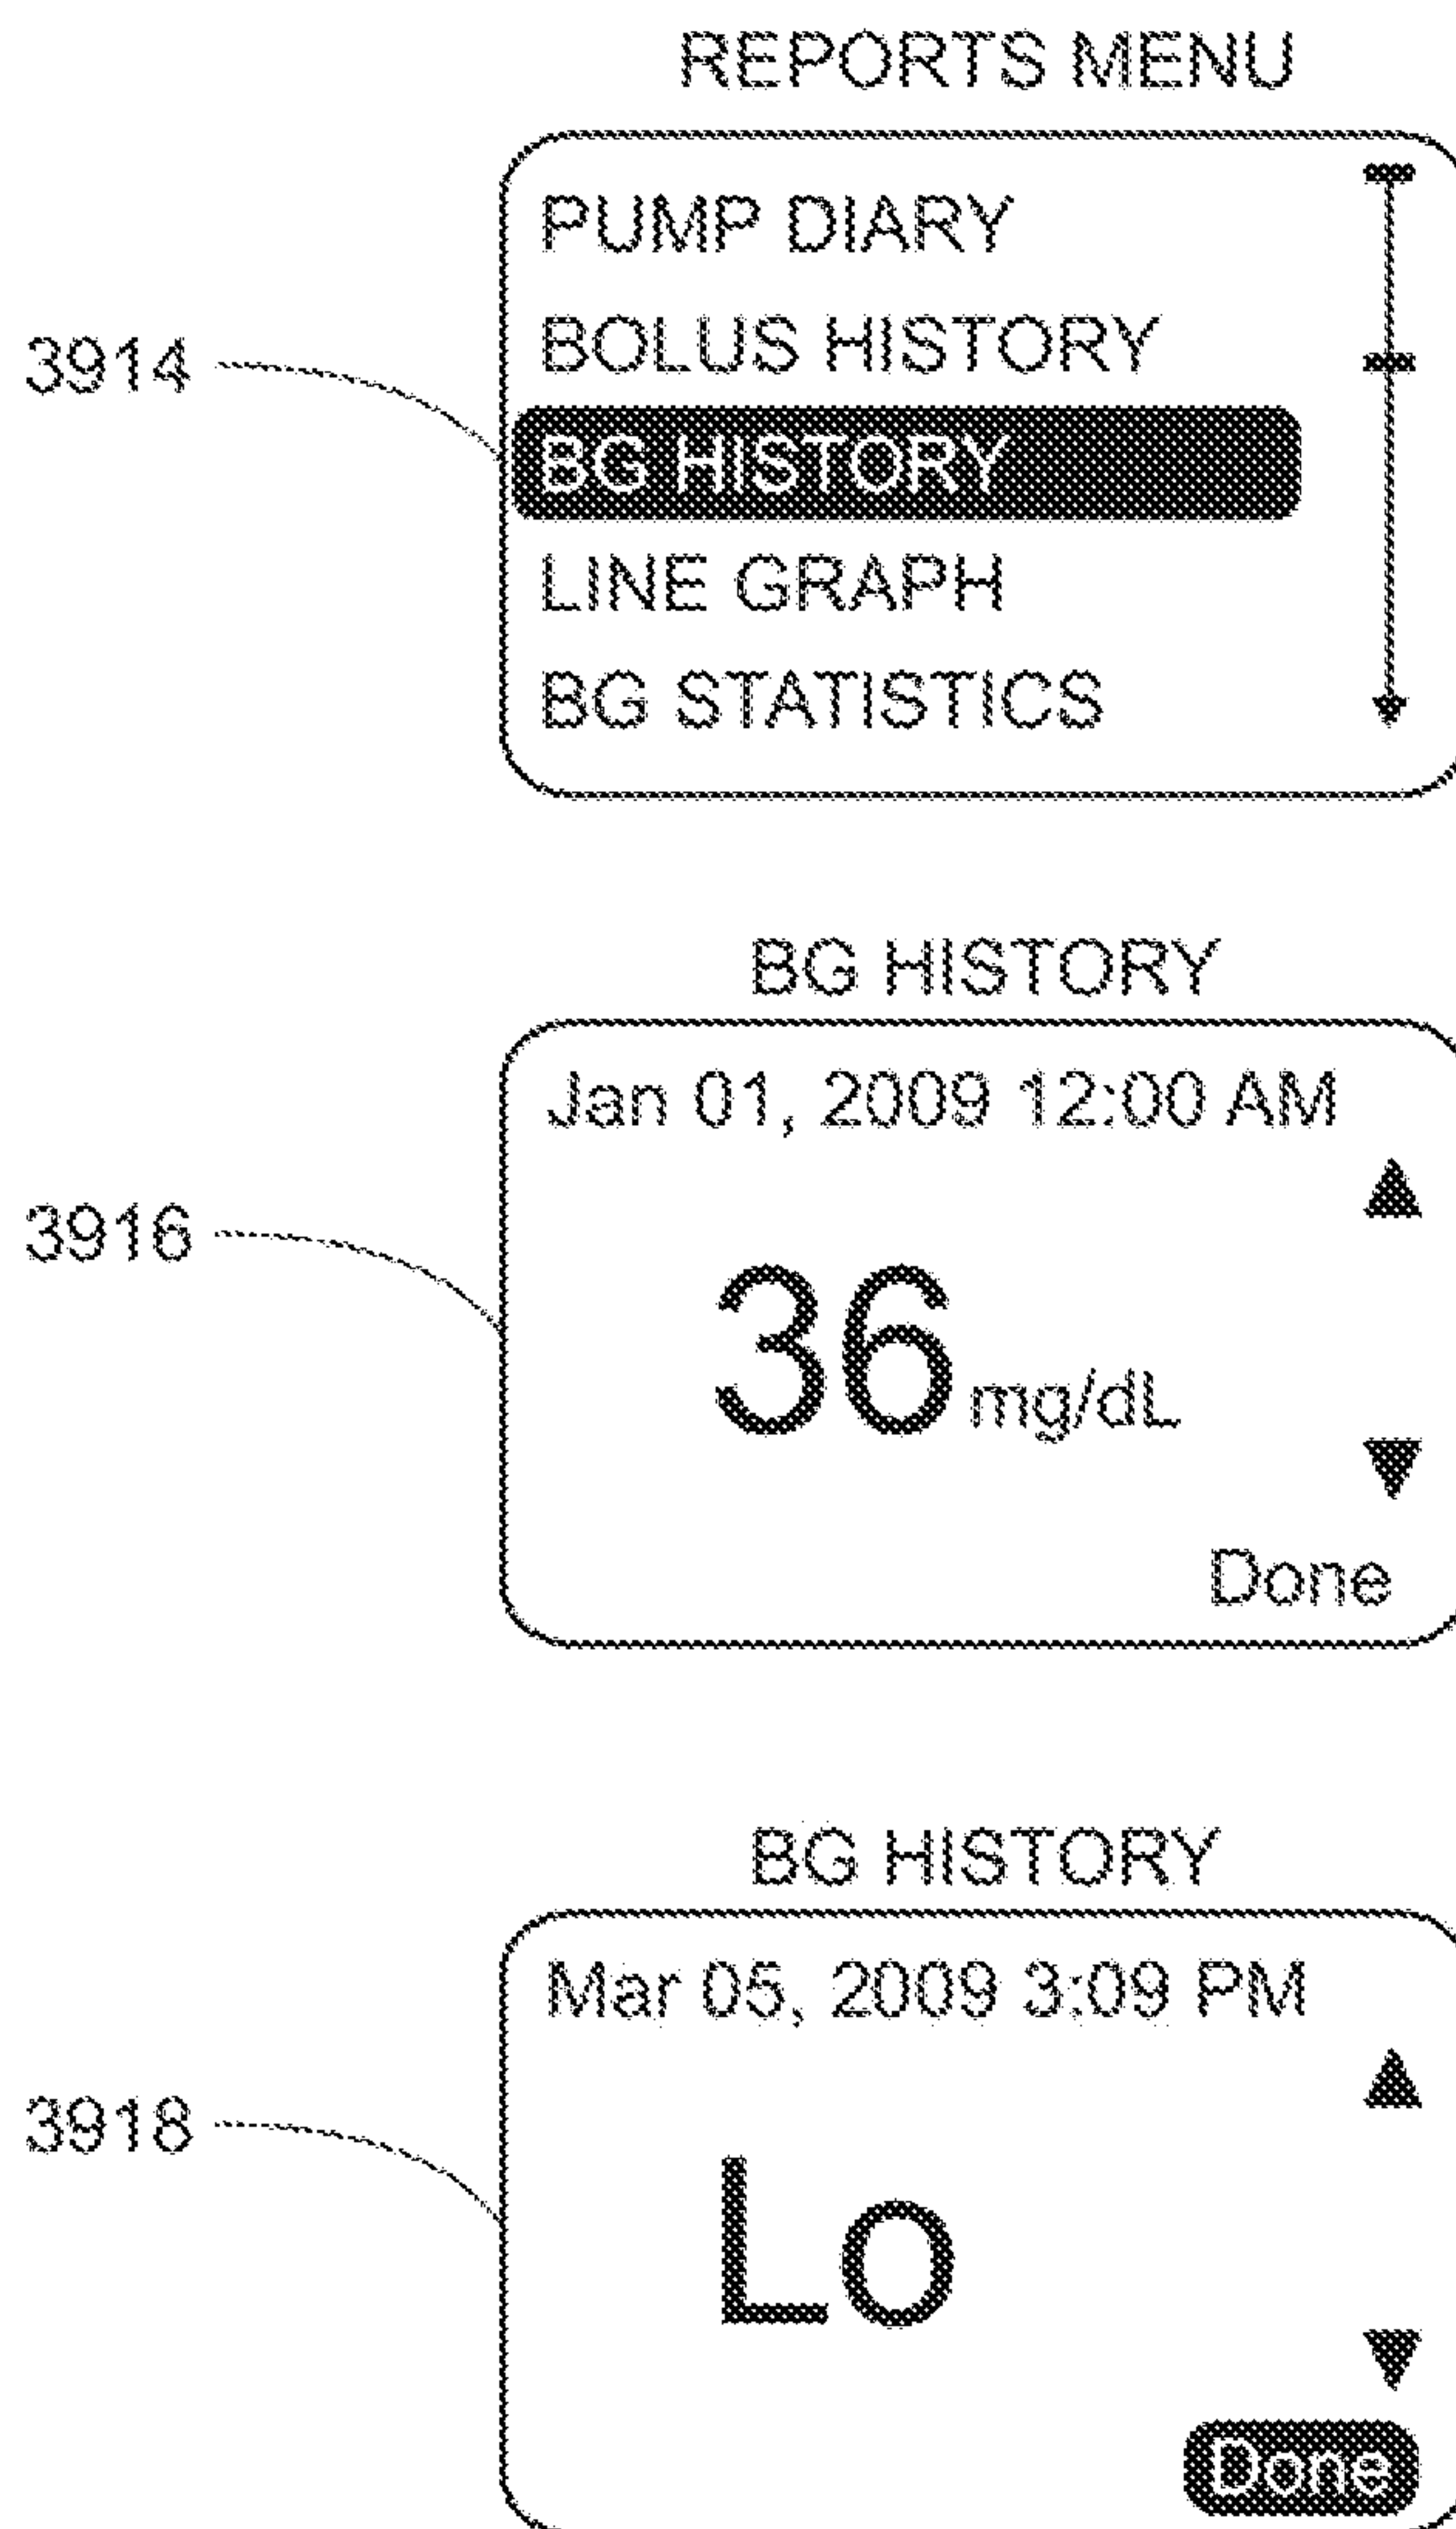 REPORTS MENU
PUMP DIARY
BOLUS HISTORY
3914
BG HISTORY
LINE GRAPH
BG STATISTICS
BG HISTORY
Jan 01, 2009 12:00 AM
3916
36 mg/dL
Done
BG HISTORY
Mar 05, 2009 3:09 PM
3918
Lo
Done